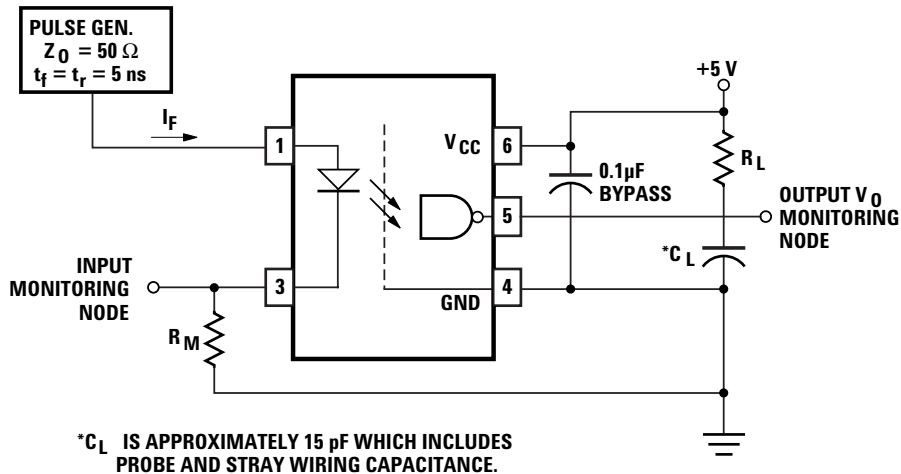 PULSE GEN.
Z0 = 50 Ω
tf = tr = 5 ns
+5 V
IF
1
VCC
6
RL
0.1µF
BYPASS
5
OUTPUT V0
MONITORING
NODE
*CL
INPUT
MONITORING
NODE
3
4
GND
RM
*CL IS APPROXIMATELY 15 pF WHICH INCLUDES
PROBE AND STRAY WIRING CAPACITANCE.